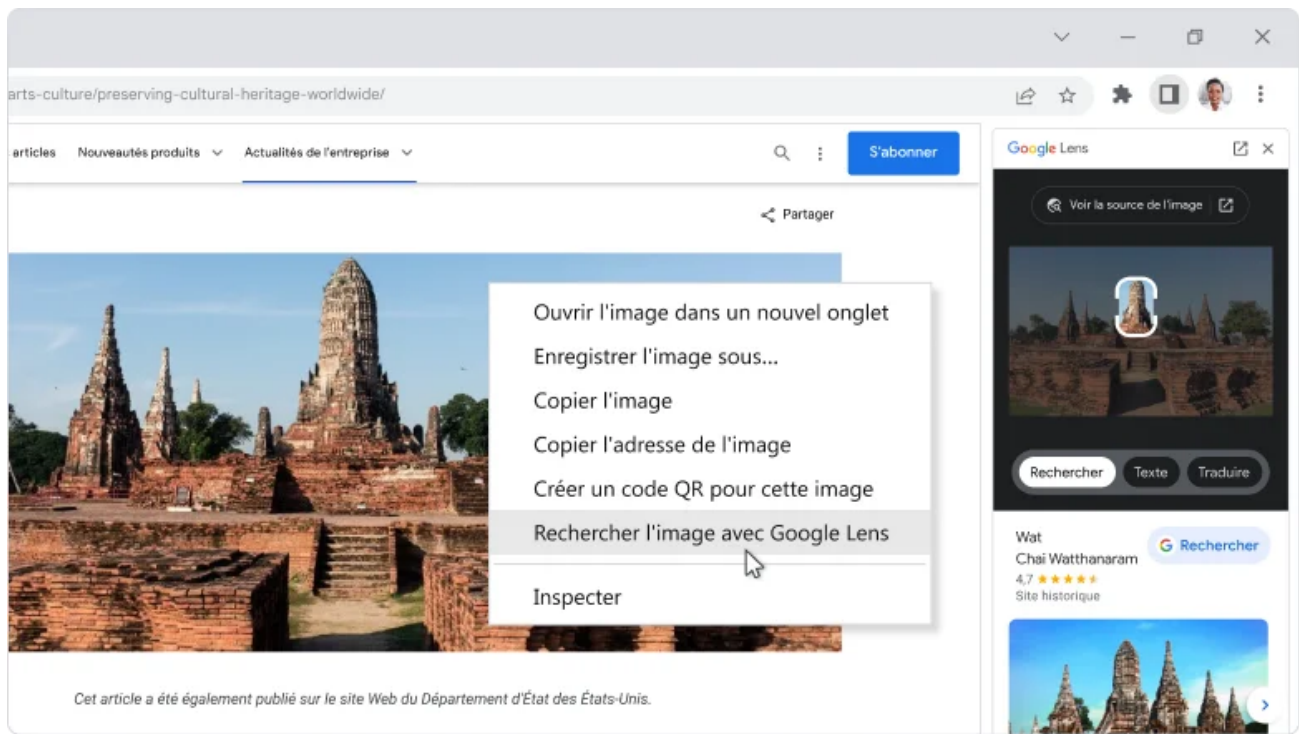 arts-culture/preserving-cultural-heritage-worldwide/
articles Nouveautés produits Actualités de l'entreprise
S'abonner
Partager
Ouvrir l'image dans un nouvel onglet
Enregistrer l'image sous...
Copier l'image
Copier l'adresse de l'image
Créer un code QR pour cette image
Rechercher l'image avec Google Lens
Inspecter
Cet article a été également publié sur le site Web du Département d'État des États-Unis.
Google Lens
Voir la source de l'image
Rechercher Texte Traduire
Wat
Chai Watthanaram
G Rechercher
4,7
Site historique